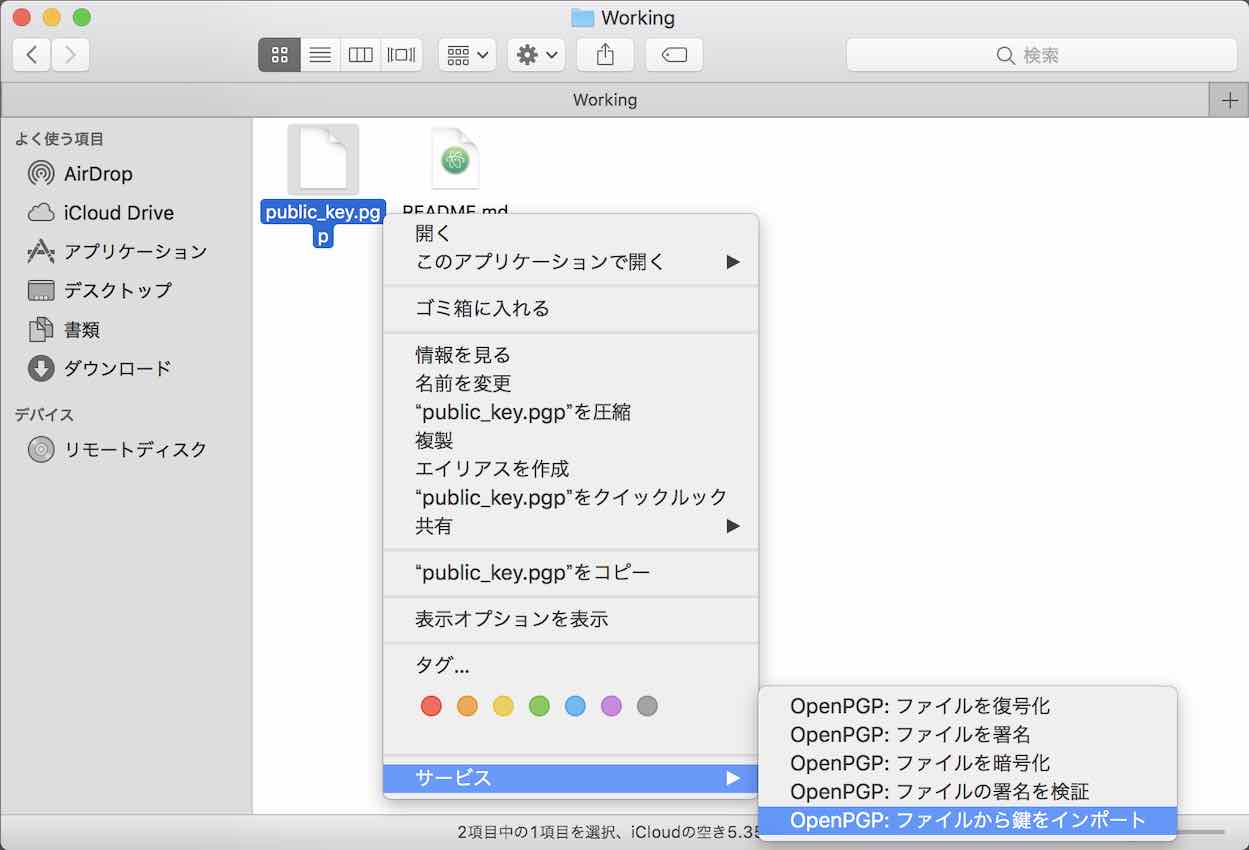 Working
検索
Working
よく使う項目
AirDrop
iCloud Drive
アプリケーション
デスクトップ
書類
ダウンロード
デバイス
リモートディスク
public_key.pg
p
README.md
開く
このアプリケーションで開く
ゴミ箱に入れる
情報を見る
名前を変更
“public_key.pgp”を圧縮
複製
エイリアスを作成
“public_key.pgp”をクイックルック
共有
“public_key.pgp”をコピー
表示オプションを表示
タグ...
サービス
OpenPGP: ファイルを復号化
OpenPGP: ファイルを署名
OpenPGP: ファイルを暗号化
OpenPGP: ファイルの署名を検証
OpenPGP: ファイルから鍵をインポート
2項目中の1項目を選択、iCloudの空き5.35